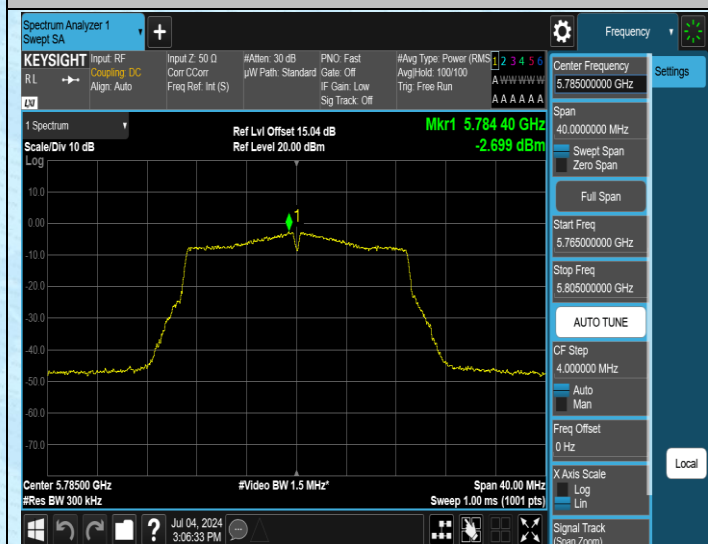 Spectrum Analyzer 1
Swept SA
Frequency
KEYSIGHT
RL
LXI
Input: RF
Coupling: DC
Align: Auto
Input Z: 50 Ω
Corr CCorr
Freq Ref: Int (S)
#Atten: 30 dB
µW Path: Standard
PNO: Fast
Gate: Off
IF Gain: Low
Sig Track: Off
#Avg Type: Power (RMS
Avg|Hold: 100/100
Trig: Free Run
1 2 3 4 5 6
A W W W W W
A A A A A A
1 Spectrum
Scale/Div 10 dB
Ref Lvl Offset 15.04 dB
Ref Level 20.00 dBm
Mkr1 5.784 40 GHz
-2.699 dBm
Log
10.0
0.00
-10.0
-20.0
-30.0
-40.0
-50.0
-60.0
-70.0
1
Center 5.78500 GHz
#Res BW 300 kHz
#Video BW 1.5 MHz*
Span 40.00 MHz
Sweep 1.00 ms (1001 pts)
Jul 04, 2024
3:06:33 PM
Center Frequency
5.785000000 GHz
Span
40.0000000 MHz
Swept Span
Zero Span
Full Span
Start Freq
5.765000000 GHz
Stop Freq
5.805000000 GHz
AUTO TUNE
CF Step
4.000000 MHz
Auto
Man
Freq Offset
0 Hz
X Axis Scale
Log
Lin
Signal Track
(Span Zoom)
Settings
Local